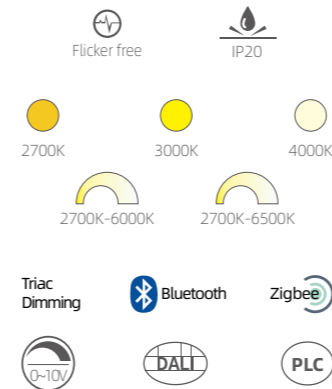 Flicker free
IP20
2700K
3000K
4000K
2700K-6000K
2700K-6500K
Triac
Dimming
Bluetooth
Zigbee
0~10V
DALI
PLC